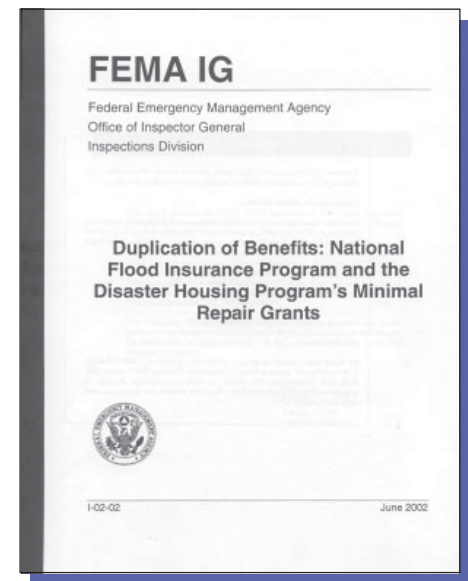 FEMA IG
Federal Emergency Management Agency
Office of Inspector General
Inspections Division
Duplication of Benefits: National
Flood Insurance Program and the
Disaster Housing Program's Minimal
Repair Grants
I-02-02
June 2002